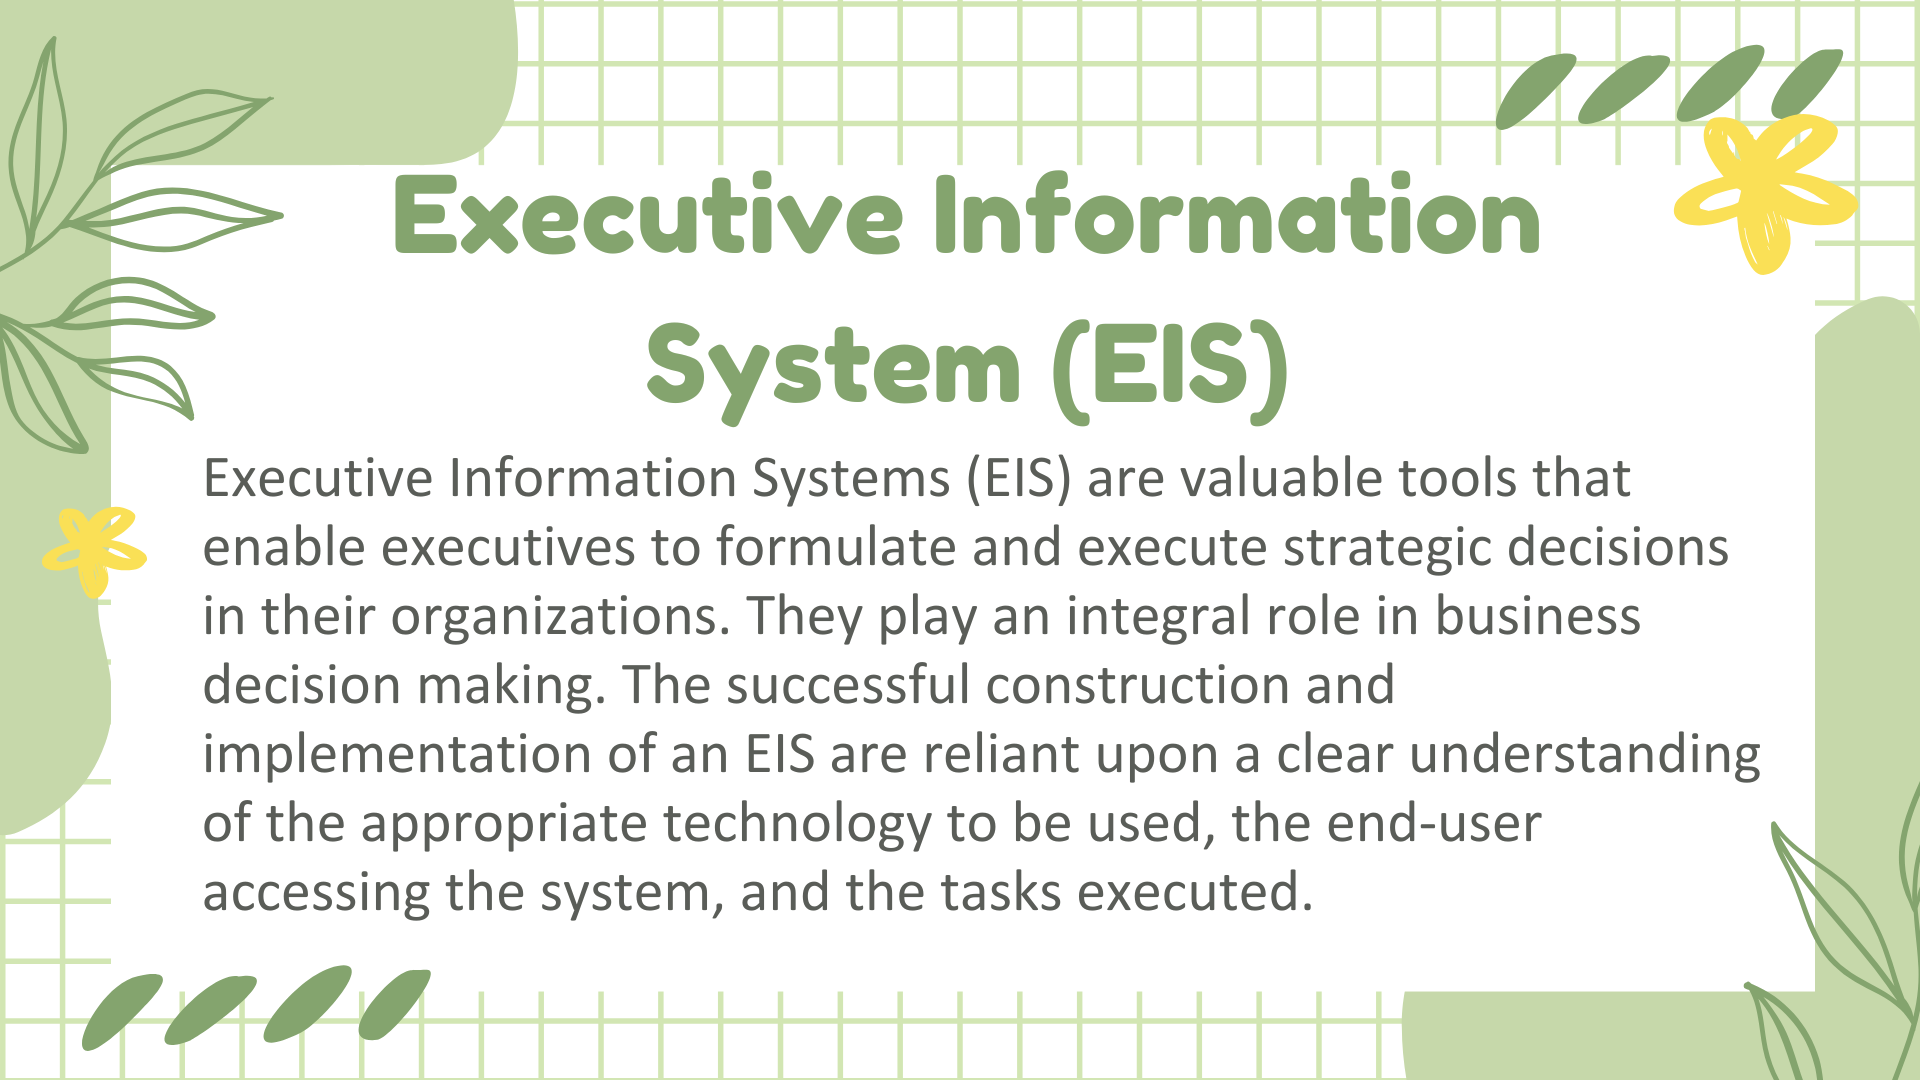 Executive Information
System (EIS)
Executive Information Systems (EIS) are valuable tools that
enable executives to formulate and execute strategic decisions
in their organizations. They play an integral role in business
decision making. The successful construction and
implementation of an EIS are reliant upon a clear understanding
of the appropriate technology to be used, the end-user
accessing the system, and the tasks executed.